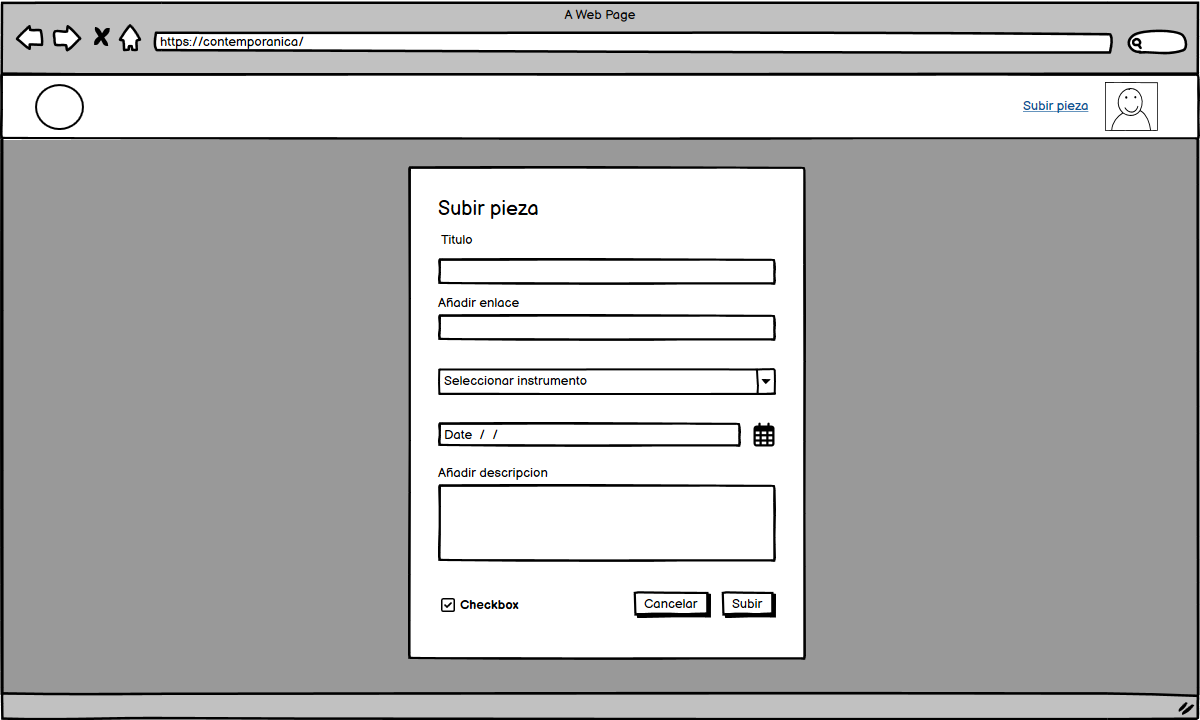 A Web Page
https://contemporanica/
Subir pieza
Subir pieza
Titulo
Añadir enlace
Seleccionar instrumento
Date / /
Añadir descripcion
Checkbox
Cancelar
Subir